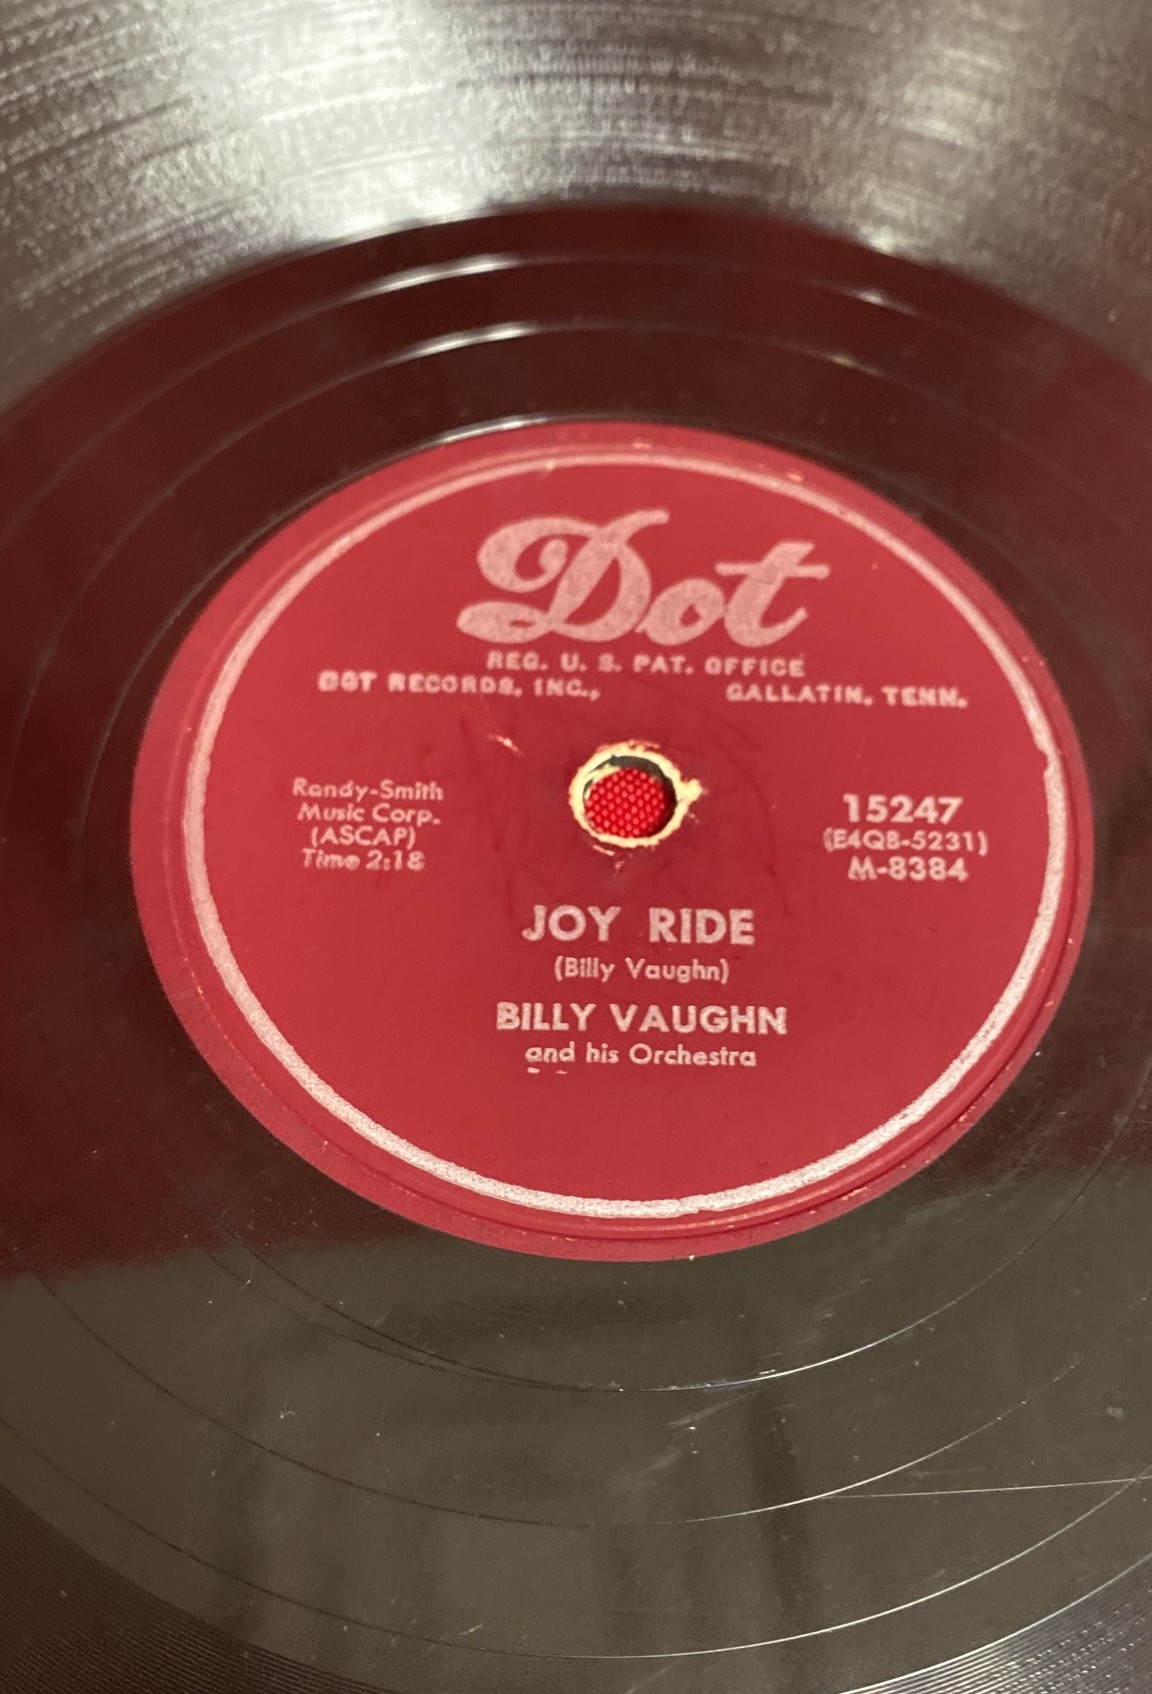 Dot
REG. U. S. PAT. OFFICE
DOT RECORDS, INC., GALLATIN, TENN.
Randy-Smith
Music Corp.
(ASCAP)
Time 2:18
15247
(E4QB-5231)
M-8384
JOY RIDE
(Billy Vaughn)
BILLY VAUGHN
and his Orchestra